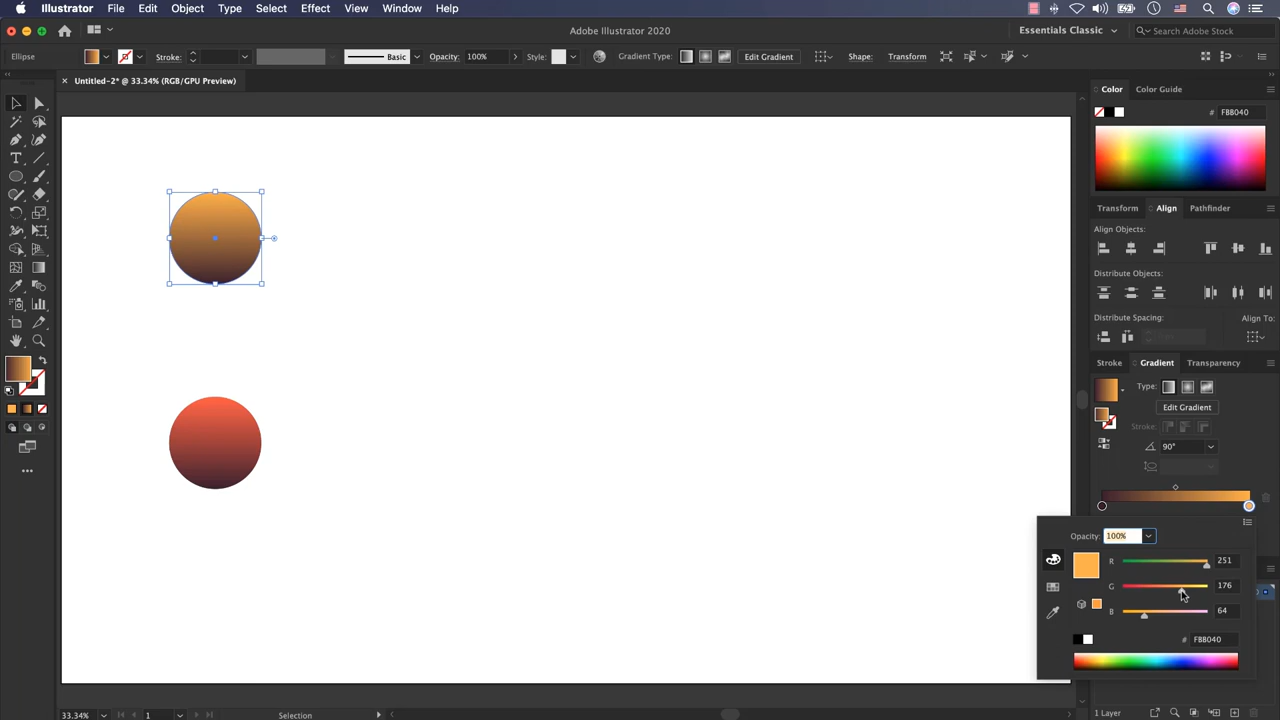 Illustrator File Edit Object Type Select Effect View Window Help
Adobe Illustrator 2020
Essentials Classic
Search Adobe Stock
Ellipse Stroke: Basic Opacity: 100% Style: Gradient Type: Edit Gradient Shape: Transform
Untitled-2* @ 33.34% (RGB/GPU Preview)
Color Color Guide
# FBB040
Transform Align Pathfinder
Align Objects:
Distribute Objects:
Distribute Spacing: Align To:
Stroke Gradient Transparency
Type:
Edit Gradient
Stroke:
90°
Opacity: 100%
R 251
G 176
B 64
# FBB040
33.34% 1 Selection
1 Layer